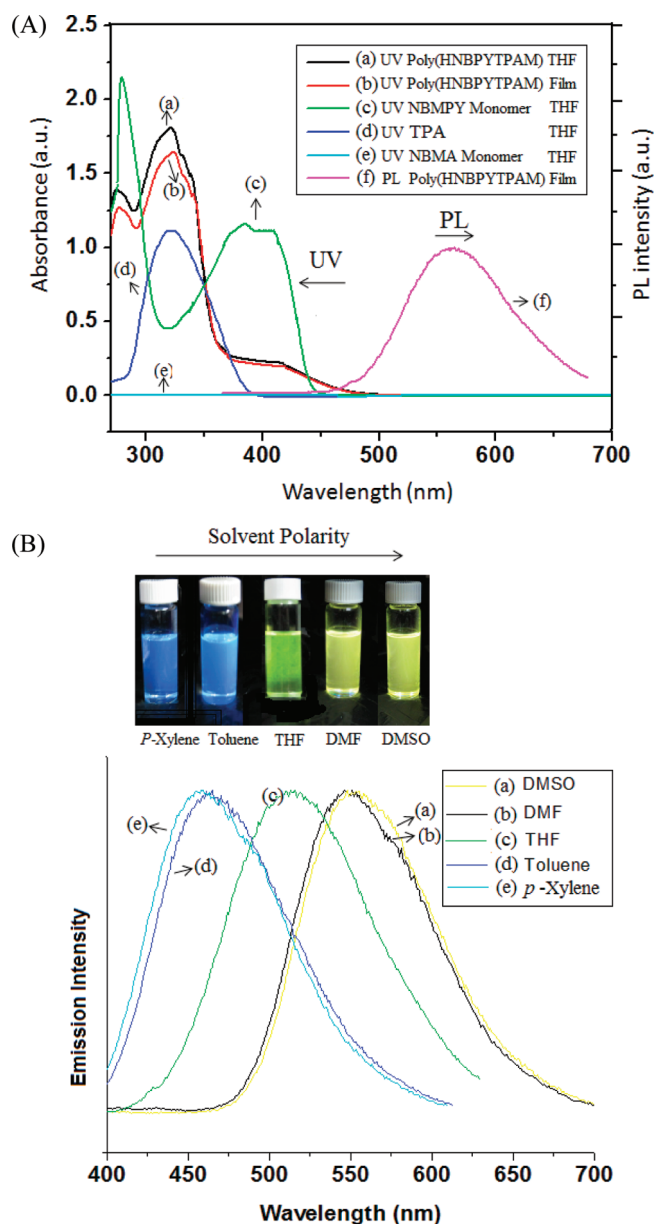 (A)
2.5
2.0
1.5
1.0
0.5
0.0
Absorbance (a.u.)
PL intensity (a.u.)
(a) UV Poly(HNBPYTPAM) THF
(b) UV Poly(HNBPYTPAM) Film
(c) UV NBMPY Monomer THF
(d) UV TPA THF
(e) UV NBMA Monomer THF
(f) PL Poly(HNBPYTPAM) Film
(a)
(b)
(c)
(d)
(e)
(f)
UV
PL
300 400 500 600 700
Wavelength (nm)
(B)
Solvent Polarity
P-Xylene Toluene THF DMF DMSO
(a) DMSO
(b) DMF
(c) THF
(d) Toluene
(e) p -Xylene
(e)
(d)
(c)
(a)
(b)
Emission Intensity
400 450 500 550 600 650 700
Wavelength (nm)